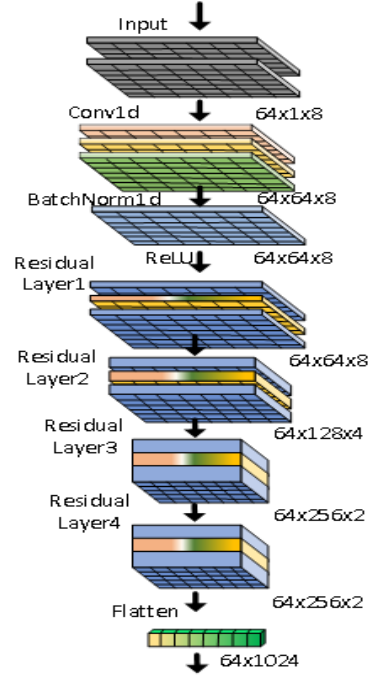 Input
64x1x8
Conv1d
64x64x8
BatchNorm1d
64x64x8
ReLU
Residual
Layer1
64x64x8
Residual
Layer2
64x128x4
Residual
Layer3
64x256x2
Residual
Layer4
64x256x2
Flatten
64x1024